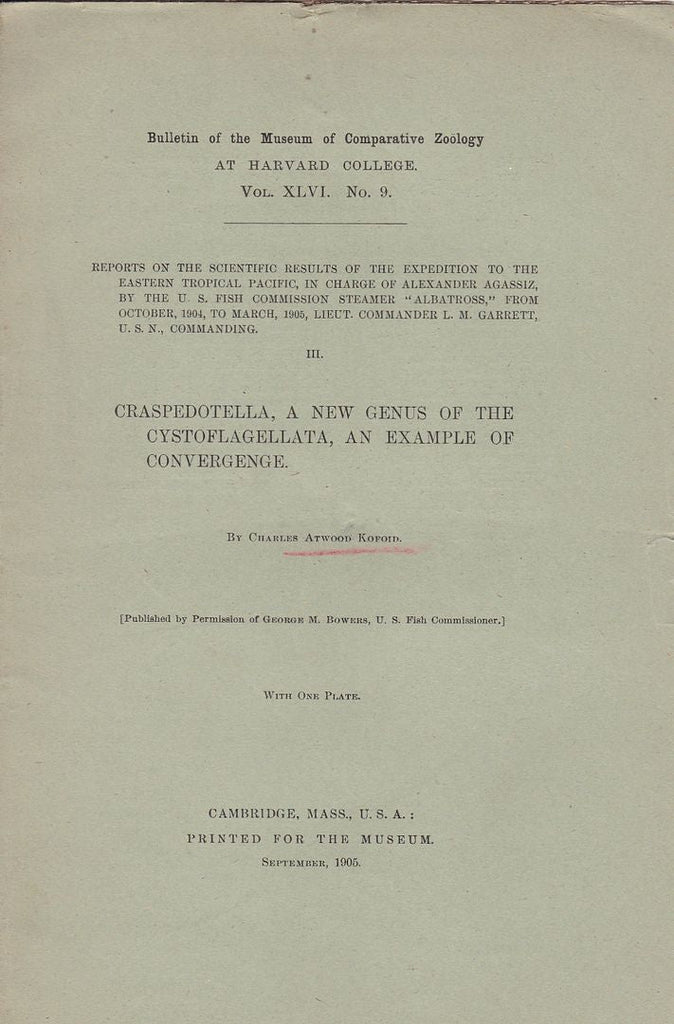 Bulletin of the Museum of Comparative Zoölogy
AT HARVARD COLLEGE.
VOL. XLVI. NO. 9.
REPORTS ON THE SCIENTIFIC RESULTS OF THE EXPEDITION TO THE
EASTERN TROPICAL PACIFIC, IN CHARGE OF ALEXANDER AGASSIZ,
BY THE U. S. FISH COMMISSION STEAMER "ALBATROSS," FROM
OCTOBER, 1904, TO MARCH, 1905, LIEUT. COMMANDER L. M. GARRETT,
U. S. N., COMMANDING.
III.
CRASPEDOTELLA, A NEW GENUS OF THE
CYSTOFLAGELLATA, AN EXAMPLE OF
CONVERGENGE.
BY CHARLES ATWOOD KOFOID.
[Published by Permission of GEORGE M. BOWERS, U. S. Fish Commissioner.]
WITH ONE PLATE.
CAMBRIDGE, MASS., U. S. A. :
PRINTED FOR THE MUSEUM.
SEPTEMBER, 1905.